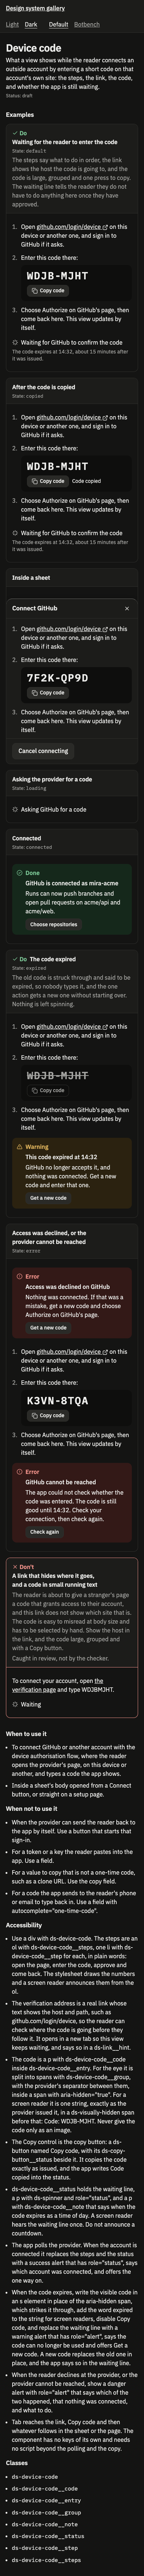 Design system gallery
Light Dark Default Botbench
Device code
What a view shows while the reader connects an
outside account by entering a short code on that
account's own site: the steps, the link, the code,
and whether the app is still waiting.
Status: draft
Examples
Do
Waiting for the reader to enter the code
State: default
The steps say what to do in order, the link
shows the host the code is going to, and the
code is large, grouped and one press to copy.
The waiting line tells the reader they do not
have to do anything here once they have
approved.
1. Open github.com/login/device on this
device or another one, and sign in to
GitHub if it asks.
2. Enter this code there:
WDJB-MJHT
Copy code
3. Choose Authorize on GitHub's page, then
come back here. This view updates by
itself.
Waiting for GitHub to confirm the code
The code expires at 14:32, about 15 minutes after
it was issued.
After the code is copied
State: copied
1. Open github.com/login/device on this
device or another one, and sign in to
GitHub if it asks.
2. Enter this code there:
WDJB-MJHT
Copy code Code copied
3. Choose Authorize on GitHub's page, then
come back here. This view updates by
itself.
Waiting for GitHub to confirm the code
The code expires at 14:32, about 15 minutes after
it was issued.
Inside a sheet
Connect GitHub
1. Open github.com/login/device on this
device or another one, and sign in to
GitHub if it asks.
2. Enter this code there:
7F2K-QP9D
Copy code
3. Choose Authorize on GitHub's page, then
come back here. This view updates by
itself.
Cancel connecting
Asking the provider for a code
State: loading
Asking GitHub for a code
Connected
State: connected
Done
GitHub is connected as mira-acme
Runs can now push branches and
open pull requests on acme/api and
acme/web.
Choose repositories
Do The code expired
State: expired
The old code is struck through and said to be
expired, so nobody types it, and the one
action gets a new one without starting over.
Nothing is left spinning.
1. Open github.com/login/device on this
device or another one, and sign in to
GitHub if it asks.
2. Enter this code there:
WDJB-MJHT
Copy code
3. Choose Authorize on GitHub's page, then
come back here. This view updates by
itself.
Warning
This code expired at 14:32
GitHub no longer accepts it, and
nothing was connected. Get a new
code and enter that one.
Get a new code
Access was declined, or the
provider cannot be reached
State: error
Error
Access was declined on GitHub
Nothing was connected. If that was a
mistake, get a new code and choose
Authorize on GitHub's page.
Get a new code
1. Open github.com/login/device on this
device or another one, and sign in to
GitHub if it asks.
2. Enter this code there:
K3VN-8TQA
Copy code
3. Choose Authorize on GitHub's page, then
come back here. This view updates by
itself.
Error
GitHub cannot be reached
The app could not check whether the
code was entered. The code is still
good until 14:32. Check your
connection, then check again.
Check again
Don't
A link that hides where it goes,
and a code in small running text
The reader is about to give a stranger's page
a code that grants access to their account,
and this link does not show which site that is.
The code is easy to misread at body size and
has to be selected by hand. Show the host in
the link, and the code large, grouped and
with a Copy button.
Caught in review, not by the checker.
To connect your account, open the
verification page and type WDJBMJHT.
Waiting
When to use it
• To connect GitHub or another account with the
device authorisation flow, where the reader
opens the provider's page, on this device or
another, and types a code the app shows.
• Inside a sheet's body opened from a Connect
button, or straight on a setup page.
When not to use it
• When the provider can send the reader back to
the app by itself. Use a button that starts that
sign-in.
• For a token or a key the reader pastes into the
app. Use a field.
• For a value to copy that is not a one-time code,
such as a clone URL. Use the copy field.
• For a code the app sends to the reader's phone
or email to type back in. Use a field with
autocomplete="one-time-code".
Accessibility
• Use a div with ds-device-code. The steps are an
ol with ds-device-code__steps, one li with ds-
device-code__step for each, in plain words:
open the page, enter the code, approve and
come back. The stylesheet draws the numbers
and a screen reader announces them from the
ol.
• The verification address is a real link whose
text shows the host and path, such as
github.com/login/device, so the reader can
check where the code is going before they
follow it. It opens in a new tab so this view
keeps waiting, and says so in a ds-link__hint.
• The code is a p with ds-device-code__code
inside ds-device-code__entry. For the eye it is
split into spans with ds-device-code__group,
with the provider's separator between them,
inside a span with aria-hidden="true". For a
screen reader it is one string, exactly as the
provider issued it, in a ds-visually-hidden span
before that: Code: WDJB-MJHT. Never give the
code only as an image.
• The Copy control is the copy button: a ds-
button named Copy code, with its ds-copy-
button__status beside it. It copies the code
exactly as issued, and the app writes Code
copied into the status.
• ds-device-code__status holds the waiting line,
a p with ds-spinner and role="status", and a p
with ds-device-code__note that says when the
code expires as a time of day. A screen reader
hears the waiting line once. Do not announce a
countdown.
• The app polls the provider. When the account is
connected it replaces the steps and the status
with a success alert that has role="status", says
which account was connected, and offers the
one way on.
• When the code expires, write the visible code in
an s element in place of the aria-hidden span,
which strikes it through, add the word expired
to the string for screen readers, disable Copy
code, and replace the waiting line with a
warning alert that has role="alert", says the
code can no longer be used and offers Get a
new code. A new code replaces the old one in
place, and the app says so in the waiting line.
• When the reader declines at the provider, or the
provider cannot be reached, show a danger
alert with role="alert" that says which of the
two happened, that nothing was connected,
and what to do.
• Tab reaches the link, Copy code and then
whatever follows in the sheet or the page. The
component has no keys of its own and needs
no script beyond the polling and the copy.
Classes
• ds-device-code
• ds-device-code__code
• ds-device-code__entry
• ds-device-code__group
• ds-device-code__note
• ds-device-code__status
• ds-device-code__step
• ds-device-code__steps